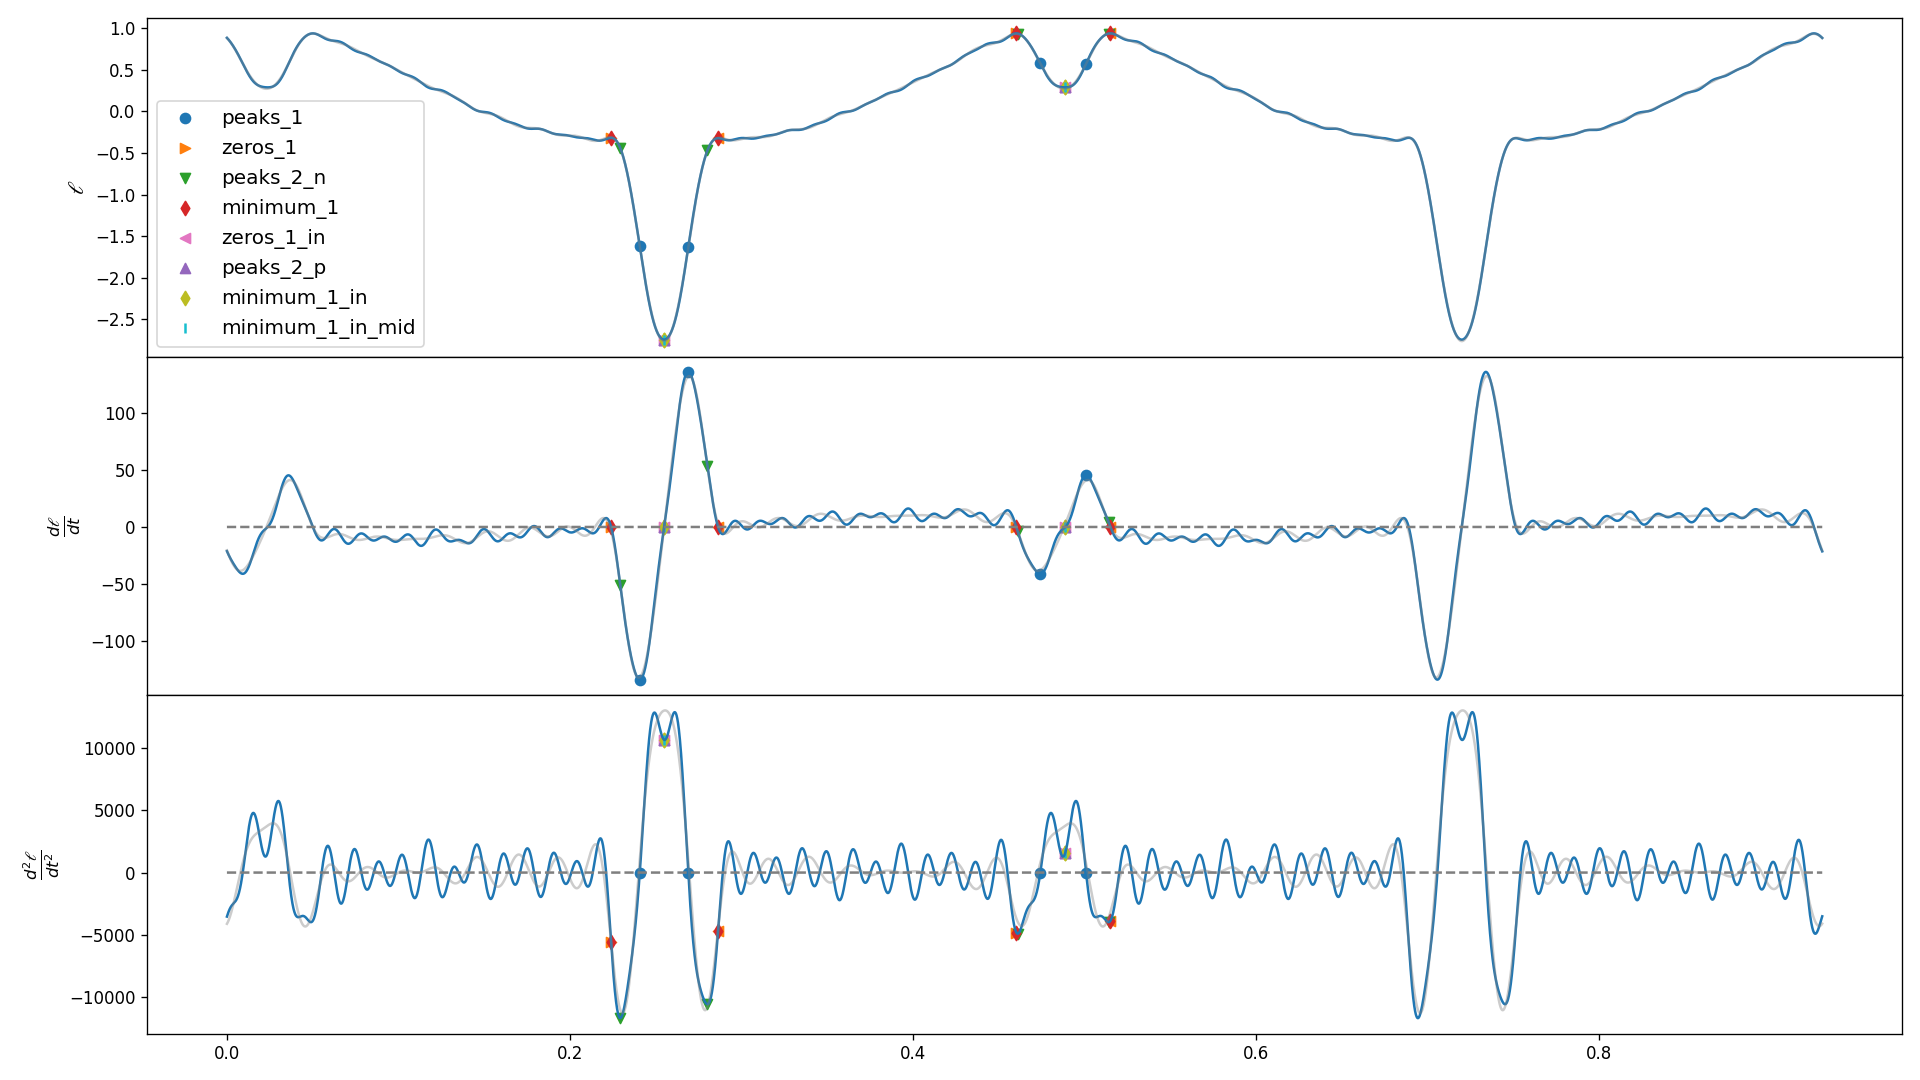 1.0
0.5
0.0
−0.5
−1.0
−1.5
−2.0
−2.5
ℓ
peaks_1
zeros_1
peaks_2_n
minimum_1
zeros_1_in
peaks_2_p
minimum_1_in
minimum_1_in_mid
100
50
0
−50
−100
dℓ
dt
10000
5000
0
−5000
−10000
d²ℓ
dt²
0.0 0.2 0.4 0.6 0.8